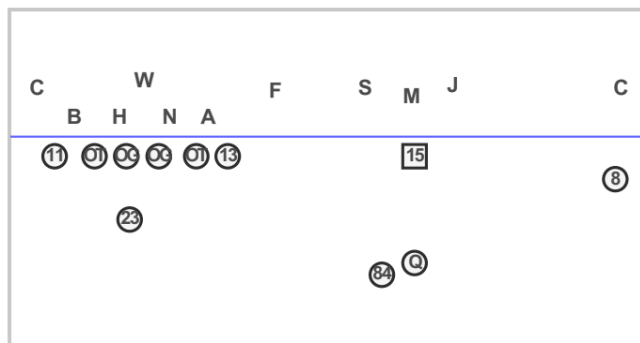 C W F S M J C
B H N A
11 OT OG OG OT 13 15 8
23
84 Q